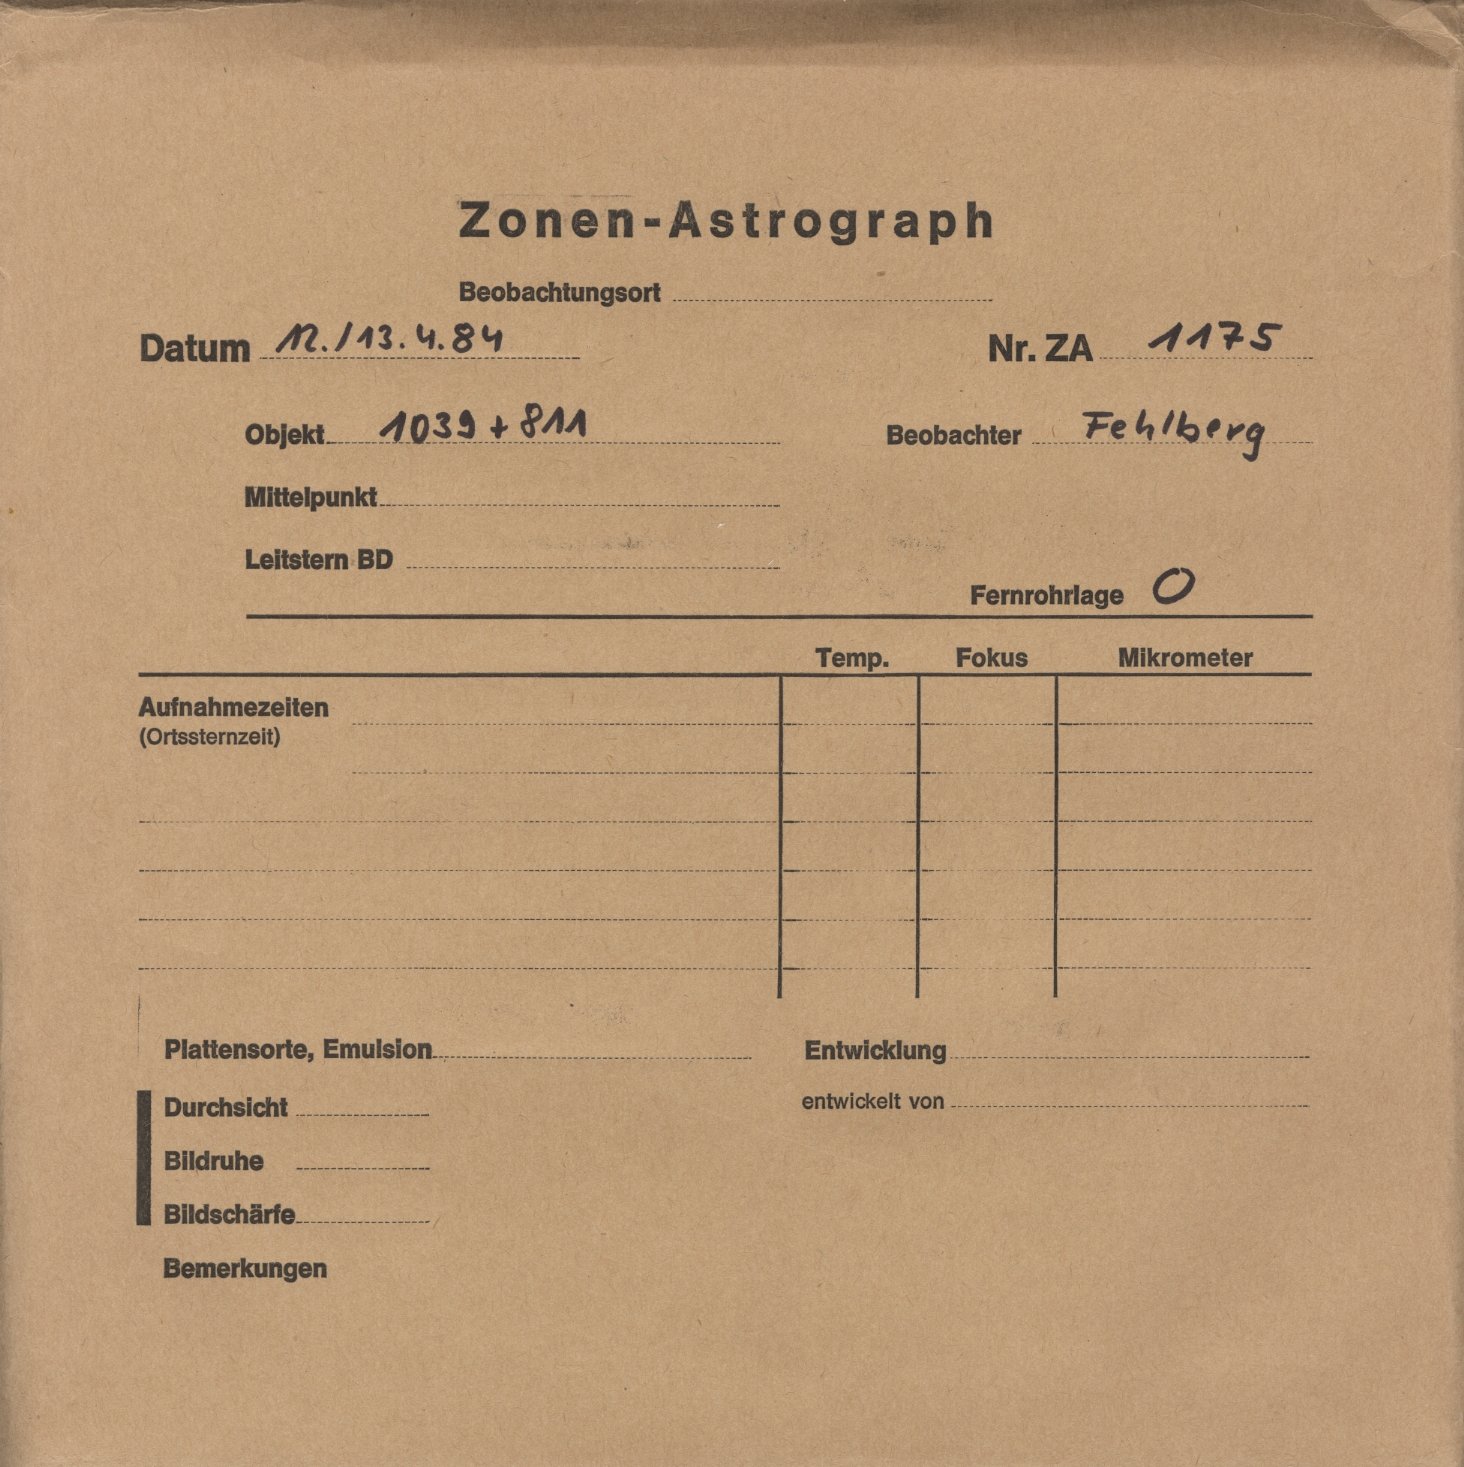 Zonen-Astrograph
Beobachtungsort
Datum 12./13.4.84 Nr. ZA 1175
Objekt 1039+811 Beobachter Fehlberg
Mittelpunkt
Leitstern BD
Fernrohrlage O
Temp. Fokus Mikrometer
Aufnahmezeiten
(Ortssternzeit)
Plattensorte, Emulsion Entwicklung
Durchsicht entwickelt von
Bildruhe
Bildschärfe
Bemerkungen